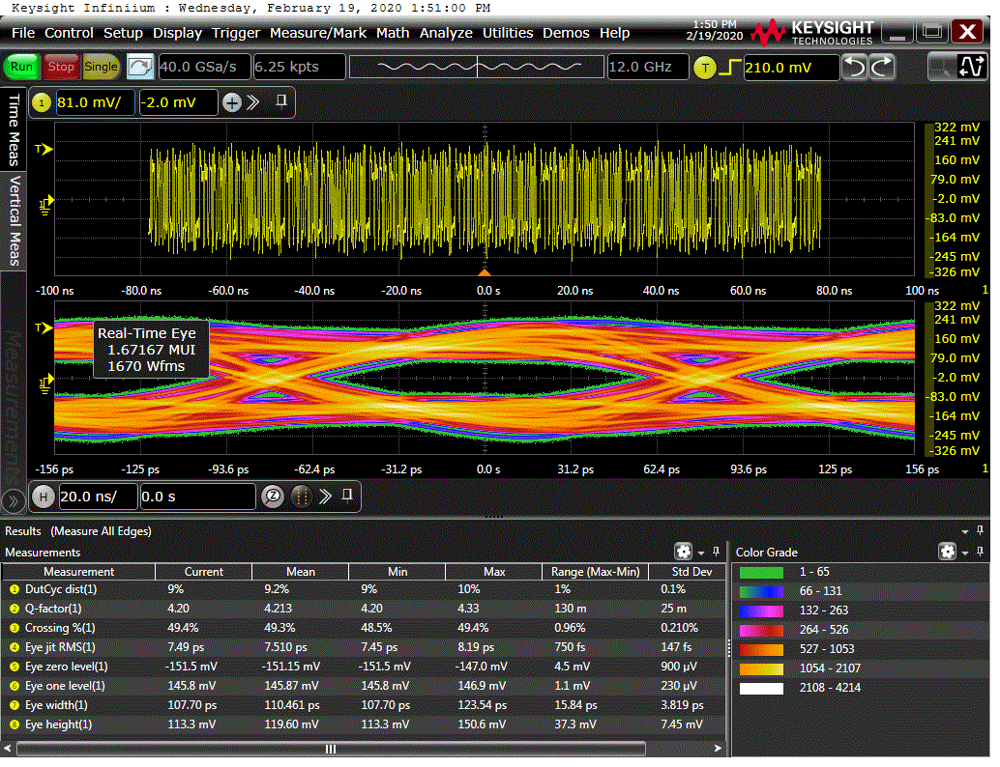 Keysight Infiniium : Wednesday, February 19, 2020 1:51:00 PM
File Control Setup Display Trigger Measure/Mark Math Analyze Utilities Demos Help
1:50 PM
2/19/2020
KEYSIGHT
TECHNOLOGIES
Run Stop Single 40.0 GSa/s 6.25 kpts 12.0 GHz T 210.0 mV
1 81.0 mV/ -2.0 mV
Time Meas
Vertical Meas
Measurements
T
1
322 mV
241 mV
160 mV
79.0 mV
-2.0 mV
-83.0 mV
-164 mV
-245 mV
-326 mV
-100 ns -80.0 ns -60.0 ns -40.0 ns -20.0 ns 0.0 s 20.0 ns 40.0 ns 60.0 ns 80.0 ns 100 ns 1
T
1
Real-Time Eye
1.67167 MUI
1670 Wfms
322 mV
241 mV
160 mV
79.0 mV
-2.0 mV
-83.0 mV
-164 mV
-245 mV
-326 mV
-156 ps -125 ps -93.6 ps -62.4 ps -31.2 ps 0.0 s 31.2 ps 62.4 ps 93.6 ps 125 ps 156 ps 1
H 20.0 ns/ 0.0 s Z
Results (Measure All Edges)
Measurements
Measurement Current Mean Min Max Range (Max-Min) Std Dev
1 DutCyc dist(1) 9% 9.2% 9% 10% 1% 0.1%
2 Q-factor(1) 4.20 4.213 4.20 4.33 130 m 25 m
3 Crossing %(1) 49.4% 49.3% 48.5% 49.4% 0.96% 0.210%
4 Eye jit RMS(1) 7.49 ps 7.510 ps 7.45 ps 8.19 ps 750 fs 147 fs
5 Eye zero level(1) -151.5 mV -151.15 mV -151.5 mV -147.0 mV 4.5 mV 900 µV
6 Eye one level(1) 145.8 mV 145.87 mV 145.8 mV 146.9 mV 1.1 mV 230 µV
7 Eye width(1) 107.70 ps 110.461 ps 107.70 ps 123.54 ps 15.84 ps 3.819 ps
8 Eye height(1) 113.3 mV 119.60 mV 113.3 mV 150.6 mV 37.3 mV 7.45 mV
Color Grade
1 - 65
66 - 131
132 - 263
264 - 526
527 - 1053
1054 - 2107
2108 - 4214